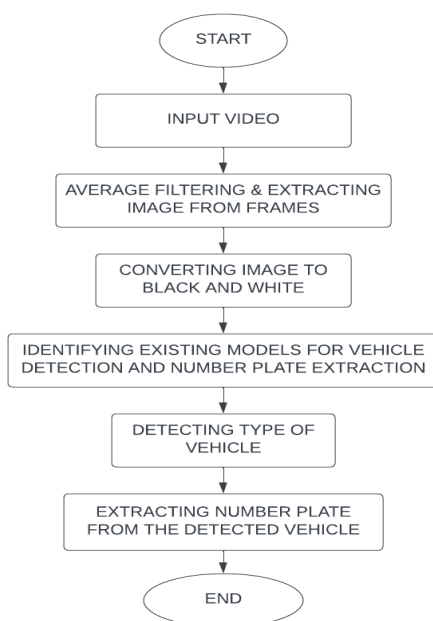 START
INPUT VIDEO
AVERAGE FILTERING & EXTRACTING
IMAGE FROM FRAMES
CONVERTING IMAGE TO
BLACK AND WHITE
IDENTIFYING EXISTING MODELS FOR VEHICLE
DETECTION AND NUMBER PLATE EXTRACTION
DETECTING TYPE OF
VEHICLE
EXTRACTING NUMBER PLATE
FROM THE DETECTED VEHICLE
END